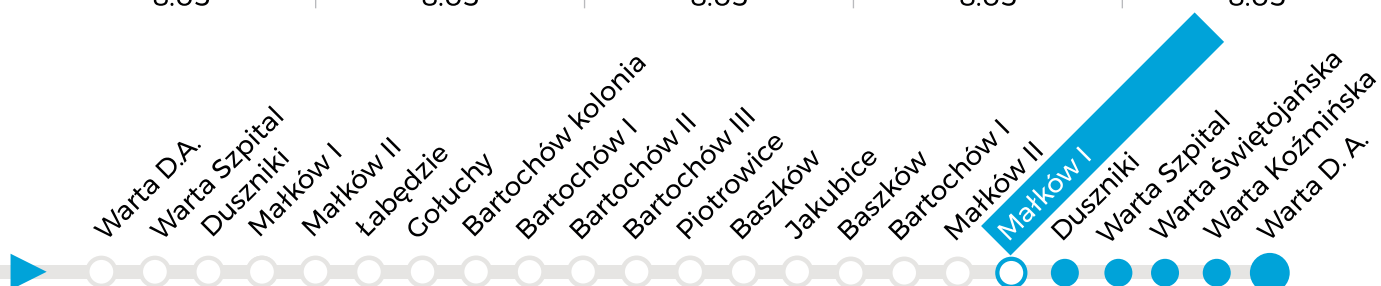 Warta D.A.
Warta Szpital
Duszniki
Małków I
Małków II
Łabędzie
Gołuchy
Bartochów kolonia
Bartochów I
Bartochów II
Bartochów III
Piotrowice
Baszków
Jakubice
Baszków
Bartochów I
Małków II
Małków I
Duszniki
Warta Szpital
Warta Świętojańska
Warta Koźmińska
Warta D. A.